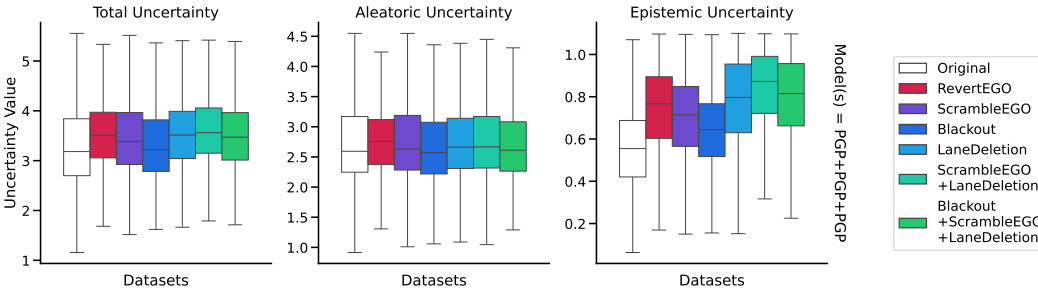 Total Uncertainty
Aleatoric Uncertainty
Epistemic Uncertainty
Uncertainty Value
5
4
3
2
1
Datasets
4.5
4.0
3.5
3.0
2.5
2.0
1.5
1.0
Datasets
1.0
0.8
0.6
0.4
0.2
Datasets
Model(s) = PGP+PGP+PGP
Original
RevertEGO
ScrambleEGO
Blackout
LaneDeletion
ScrambleEGO
+LaneDeletion
Blackout
+ScrambleEGO
+LaneDeletion